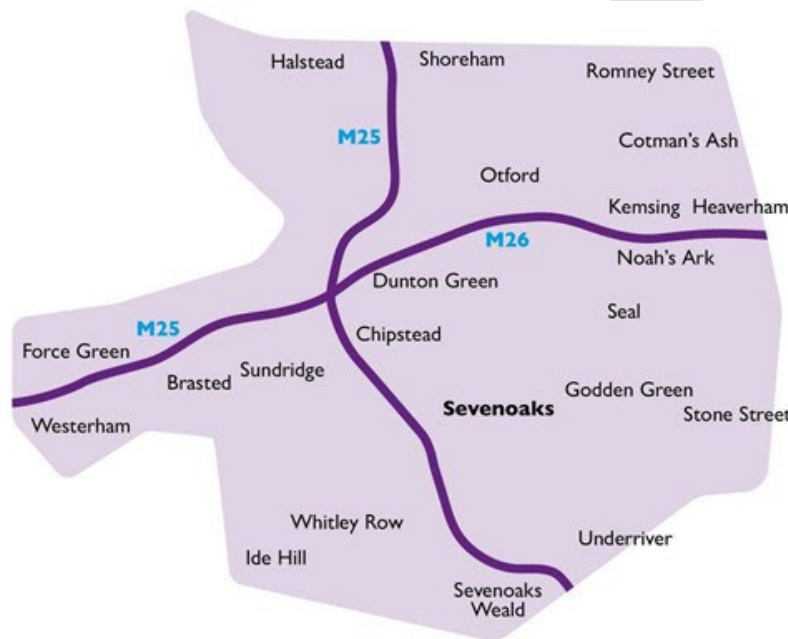 Halstead
Shoreham
Romney Street
M25
Cotman's Ash
Otford
Kemsing Heaverham
M26
Noah's Ark
Dunton Green
Seal
M25
Chipstead
Force Green
Sundridge
Brasted
Godden Green
Sevenoaks
Stone Street
Westerham
Whitley Row
Underriver
Ide Hill
Sevenoaks
Weald